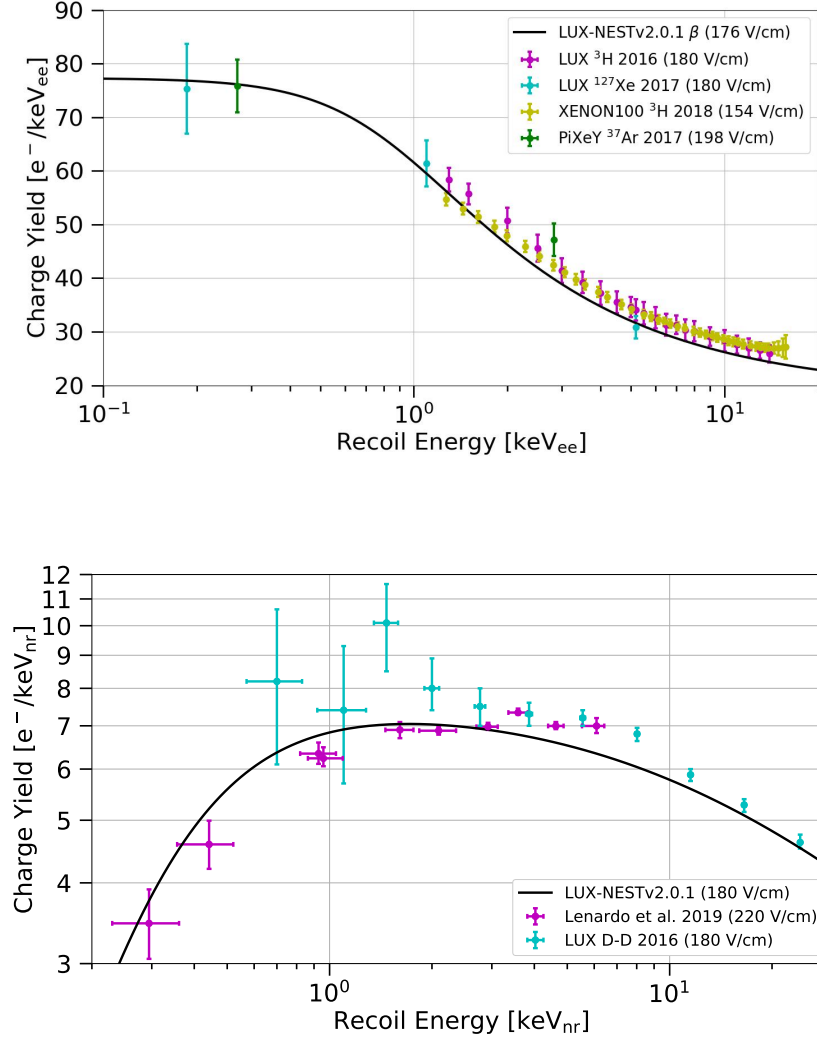 90
80
70
60
50
40
30
20
Charge Yield [e⁻/keVₑₑ]
LUX-NESTv2.0.1 β (176 V/cm)
LUX ³H 2016 (180 V/cm)
LUX ¹²⁷Xe 2017 (180 V/cm)
XENON100 ³H 2018 (154 V/cm)
PiXeY ³⁷Ar 2017 (198 V/cm)
10⁻¹ 10⁰ 10¹
Recoil Energy [keVₑₑ]
12
11
10
9
8
7
6
5
4
3
Charge Yield [e⁻/keVₙᵣ]
LUX-NESTv2.0.1 (180 V/cm)
Lenardo et al. 2019 (220 V/cm)
LUX D-D 2016 (180 V/cm)
10⁰ 10¹
Recoil Energy [keVₙᵣ]